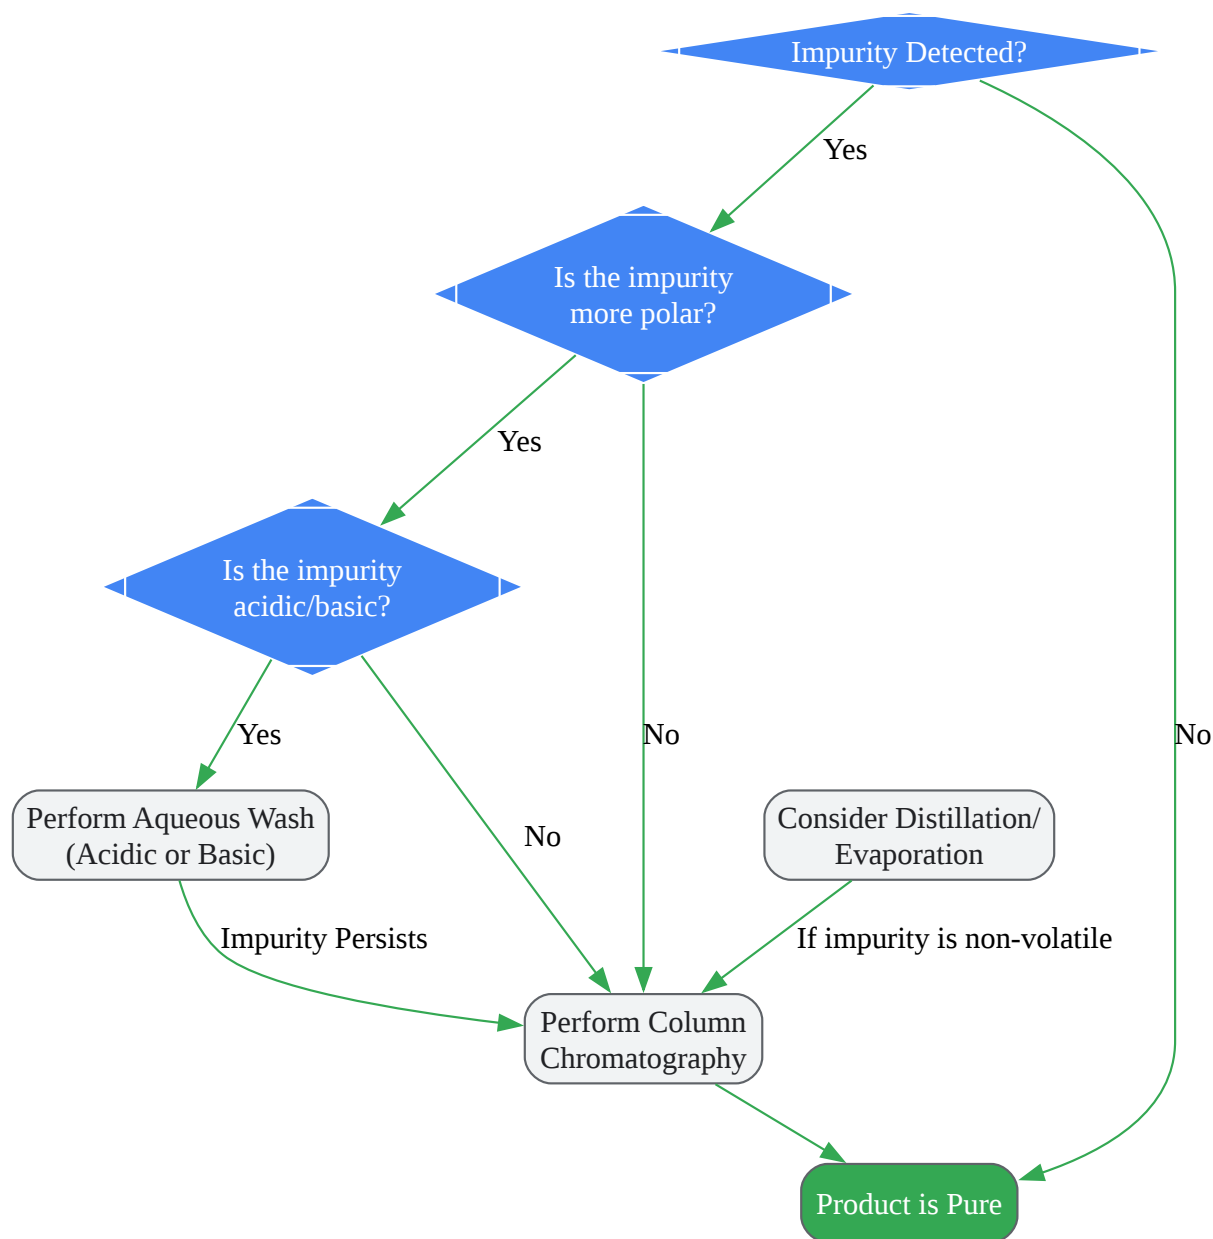 Impurity Detected?
Yes
Is the impurity
more polar?
Yes
Is the impurity
acidic/basic?
Yes
No
No
Perform Aqueous Wash
(Acidic or Basic)
No
Consider Distillation/
Evaporation
Impurity Persists
If impurity is non-volatile
Perform Column
Chromatography
Product is Pure